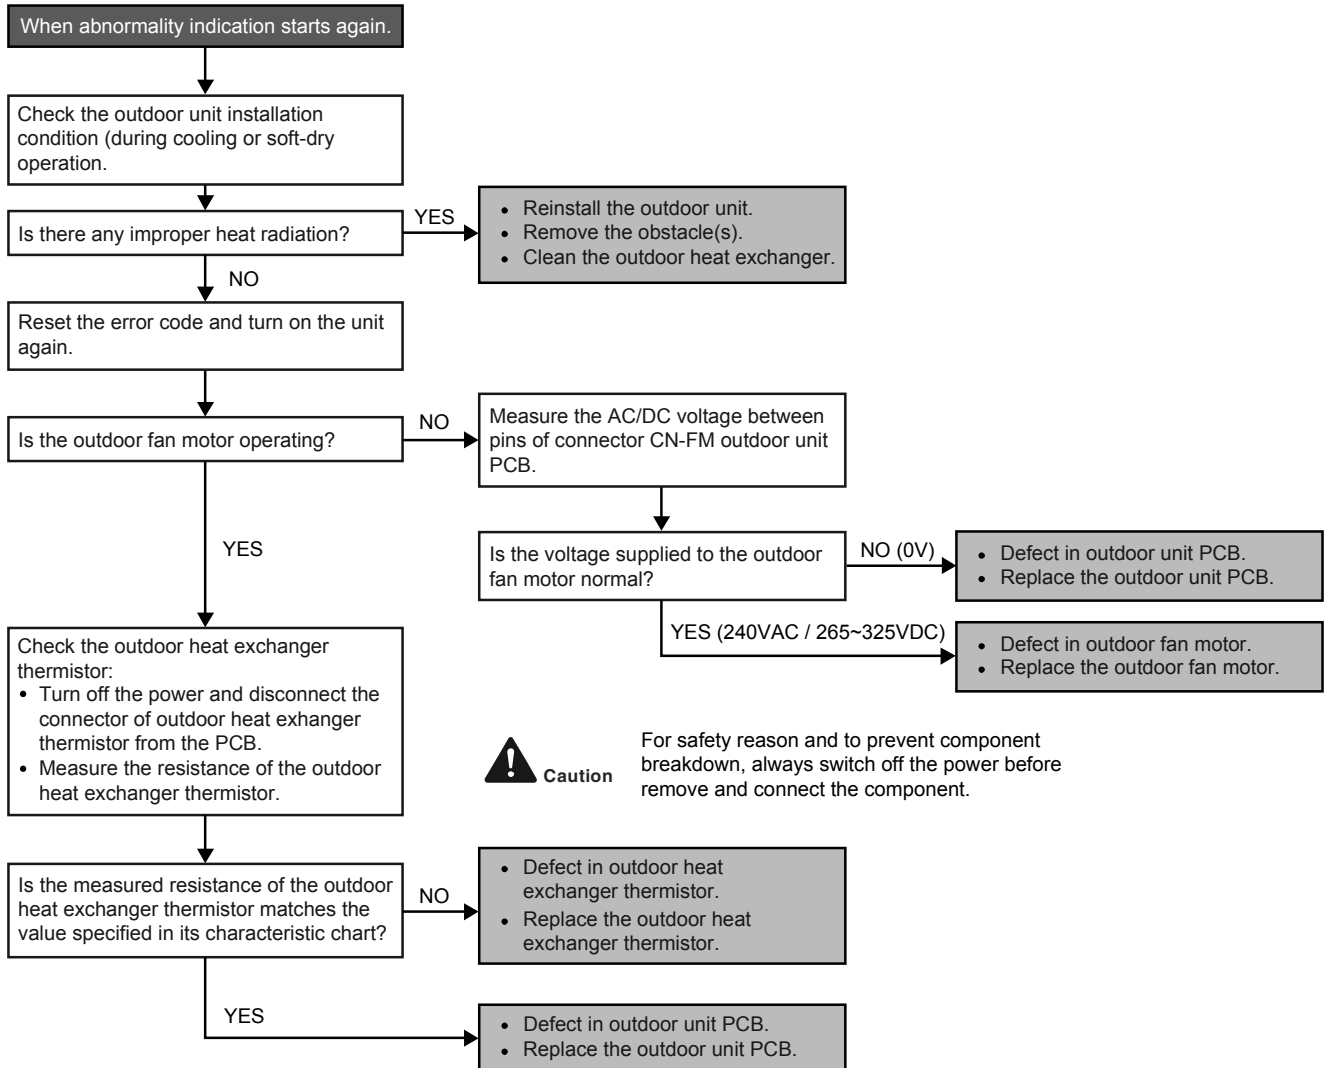 When abnormality indication starts again.
Check the outdoor unit installation
condition (during cooling or soft-dry
operation.
Is there any improper heat radiation?
YES
• Reinstall the outdoor unit.
• Remove the obstacle(s).
• Clean the outdoor heat exchanger.
NO
Reset the error code and turn on the unit
again.
Is the outdoor fan motor operating?
NO
Measure the AC/DC voltage between
pins of connector CN-FM outdoor unit
PCB.
YES
Is the voltage supplied to the outdoor
fan motor normal?
NO (0V)
• Defect in outdoor unit PCB.
• Replace the outdoor unit PCB.
YES (240VAC / 265~325VDC)
• Defect in outdoor fan motor.
• Replace the outdoor fan motor.
Check the outdoor heat exchanger
thermistor:
• Turn off the power and disconnect the
connector of outdoor heat exhanger
thermistor from the PCB.
• Measure the resistance of the outdoor
heat exchanger thermistor.
Caution
For safety reason and to prevent component
breakdown, always switch off the power before
remove and connect the component.
Is the measured resistance of the outdoor
heat exchanger thermistor matches the
value specified in its characteristic chart?
NO
• Defect in outdoor heat
exchanger thermistor.
• Replace the outdoor heat
exchanger thermistor.
YES
• Defect in outdoor unit PCB.
• Replace the outdoor unit PCB.